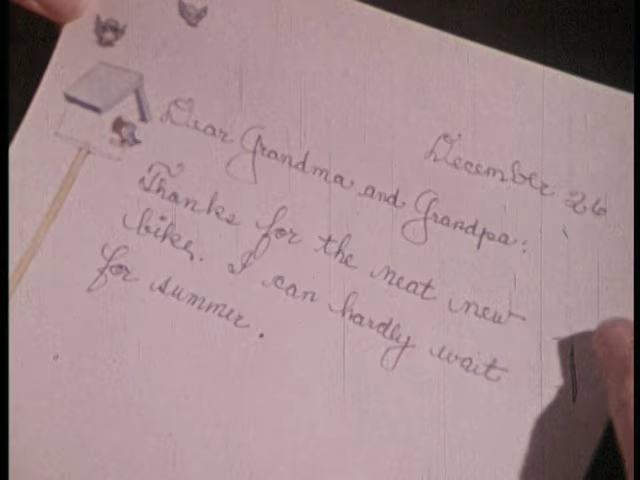 December 26
Dear Grandma and Grandpa:
Thanks for the neat new
bike. I can hardly wait
for summer.